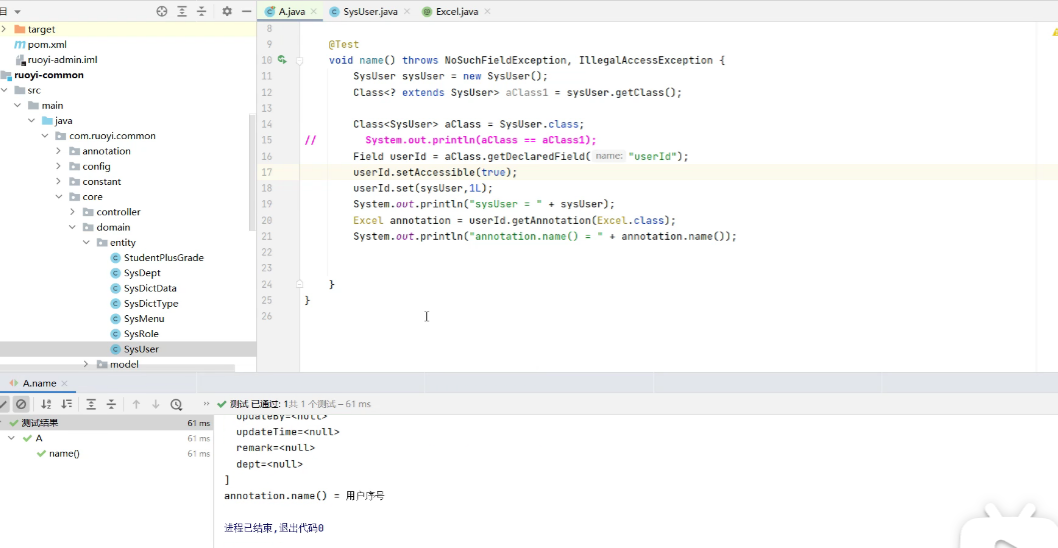 目
A.java
SysUser.java
Excel.java
target
pom.xml
ruoyi-admin.iml
ruoyi-common
src
main
java
com.ruoyi.common
annotation
config
constant
core
controller
domain
entity
StudentPlusGrade
SysDept
SysDictData
SysDictType
SysMenu
SysRole
SysUser
model
8
9 @Test
10 void name() throws NoSuchFieldException, IllegalAccessException {
11 SysUser sysUser = new SysUser();
12 Class<? extends SysUser> aClass1 = sysUser.getClass();
13
14 Class<SysUser> aClass = SysUser.class;
15 // System.out.println(aClass == aClass1);
16 Field userId = aClass.getDeclaredField( name: "userId");
17 userId.setAccessible(true);
18 userId.set(sysUser,1L);
19 System.out.println("sysUser = " + sysUser);
20 Excel annotation = userId.getAnnotation(Excel.class);
21 System.out.println("annotation.name() = " + annotation.name());
22
23
24 }
25 }
26
A.name
测试 已通过: 1共 1 个测试 – 61 ms
测试结果 61 ms
A 61 ms
name() 61 ms
updateBy=<null>
updateTime=<null>
remark=<null>
dept=<null>
]
annotation.name() = 用户序号
进程已结束,退出代码0